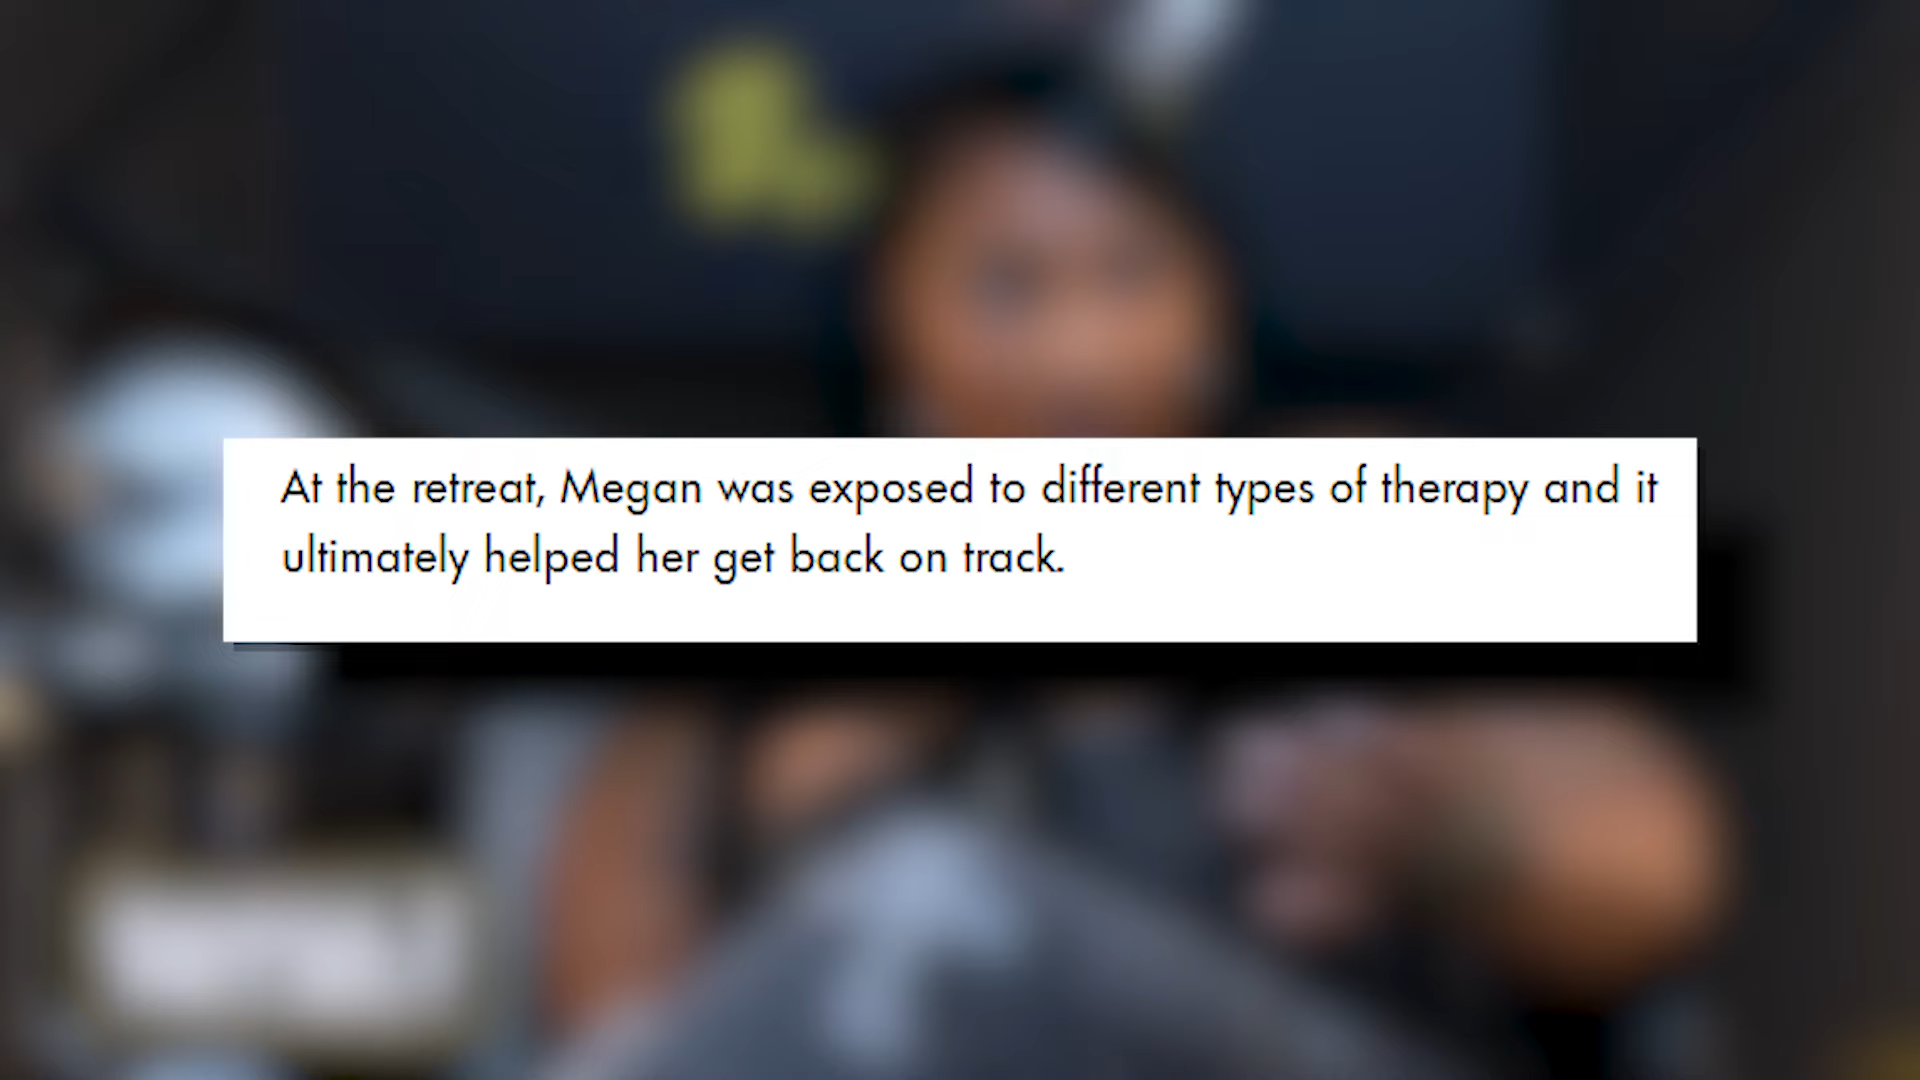 At the retreat, Megan was exposed to different types of therapy and it
ultimately helped her get back on track.